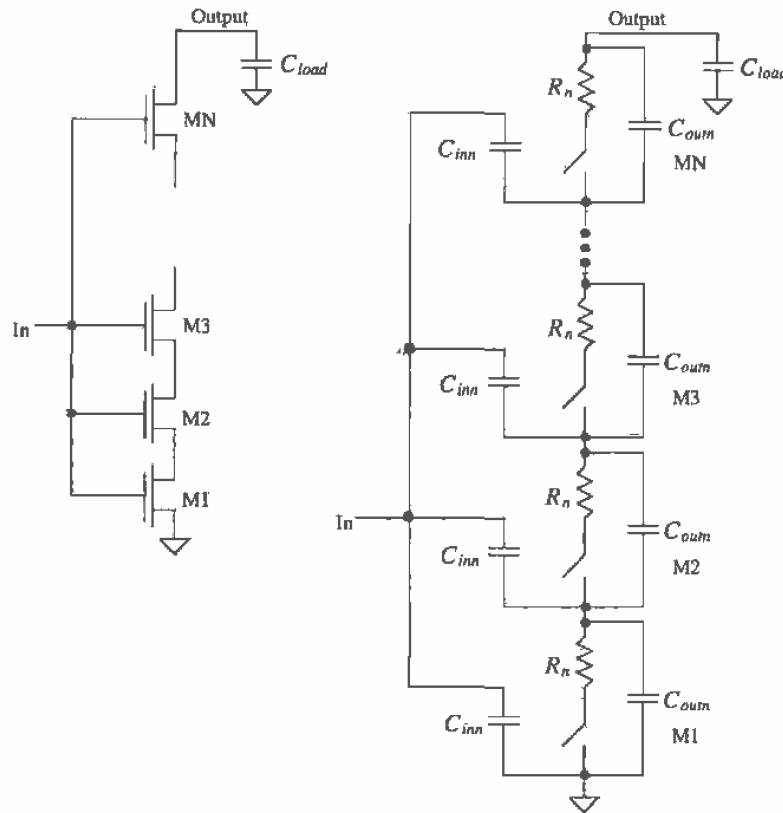 Output
C_load
MN
In
M3
M2
M1
Output
R_n
C_load
C_outn
MN
C_inn
R_n
C_outn
M3
C_inn
R_n
C_outn
M2
In
C_inn
R_n
C_outn
M1
C_inn